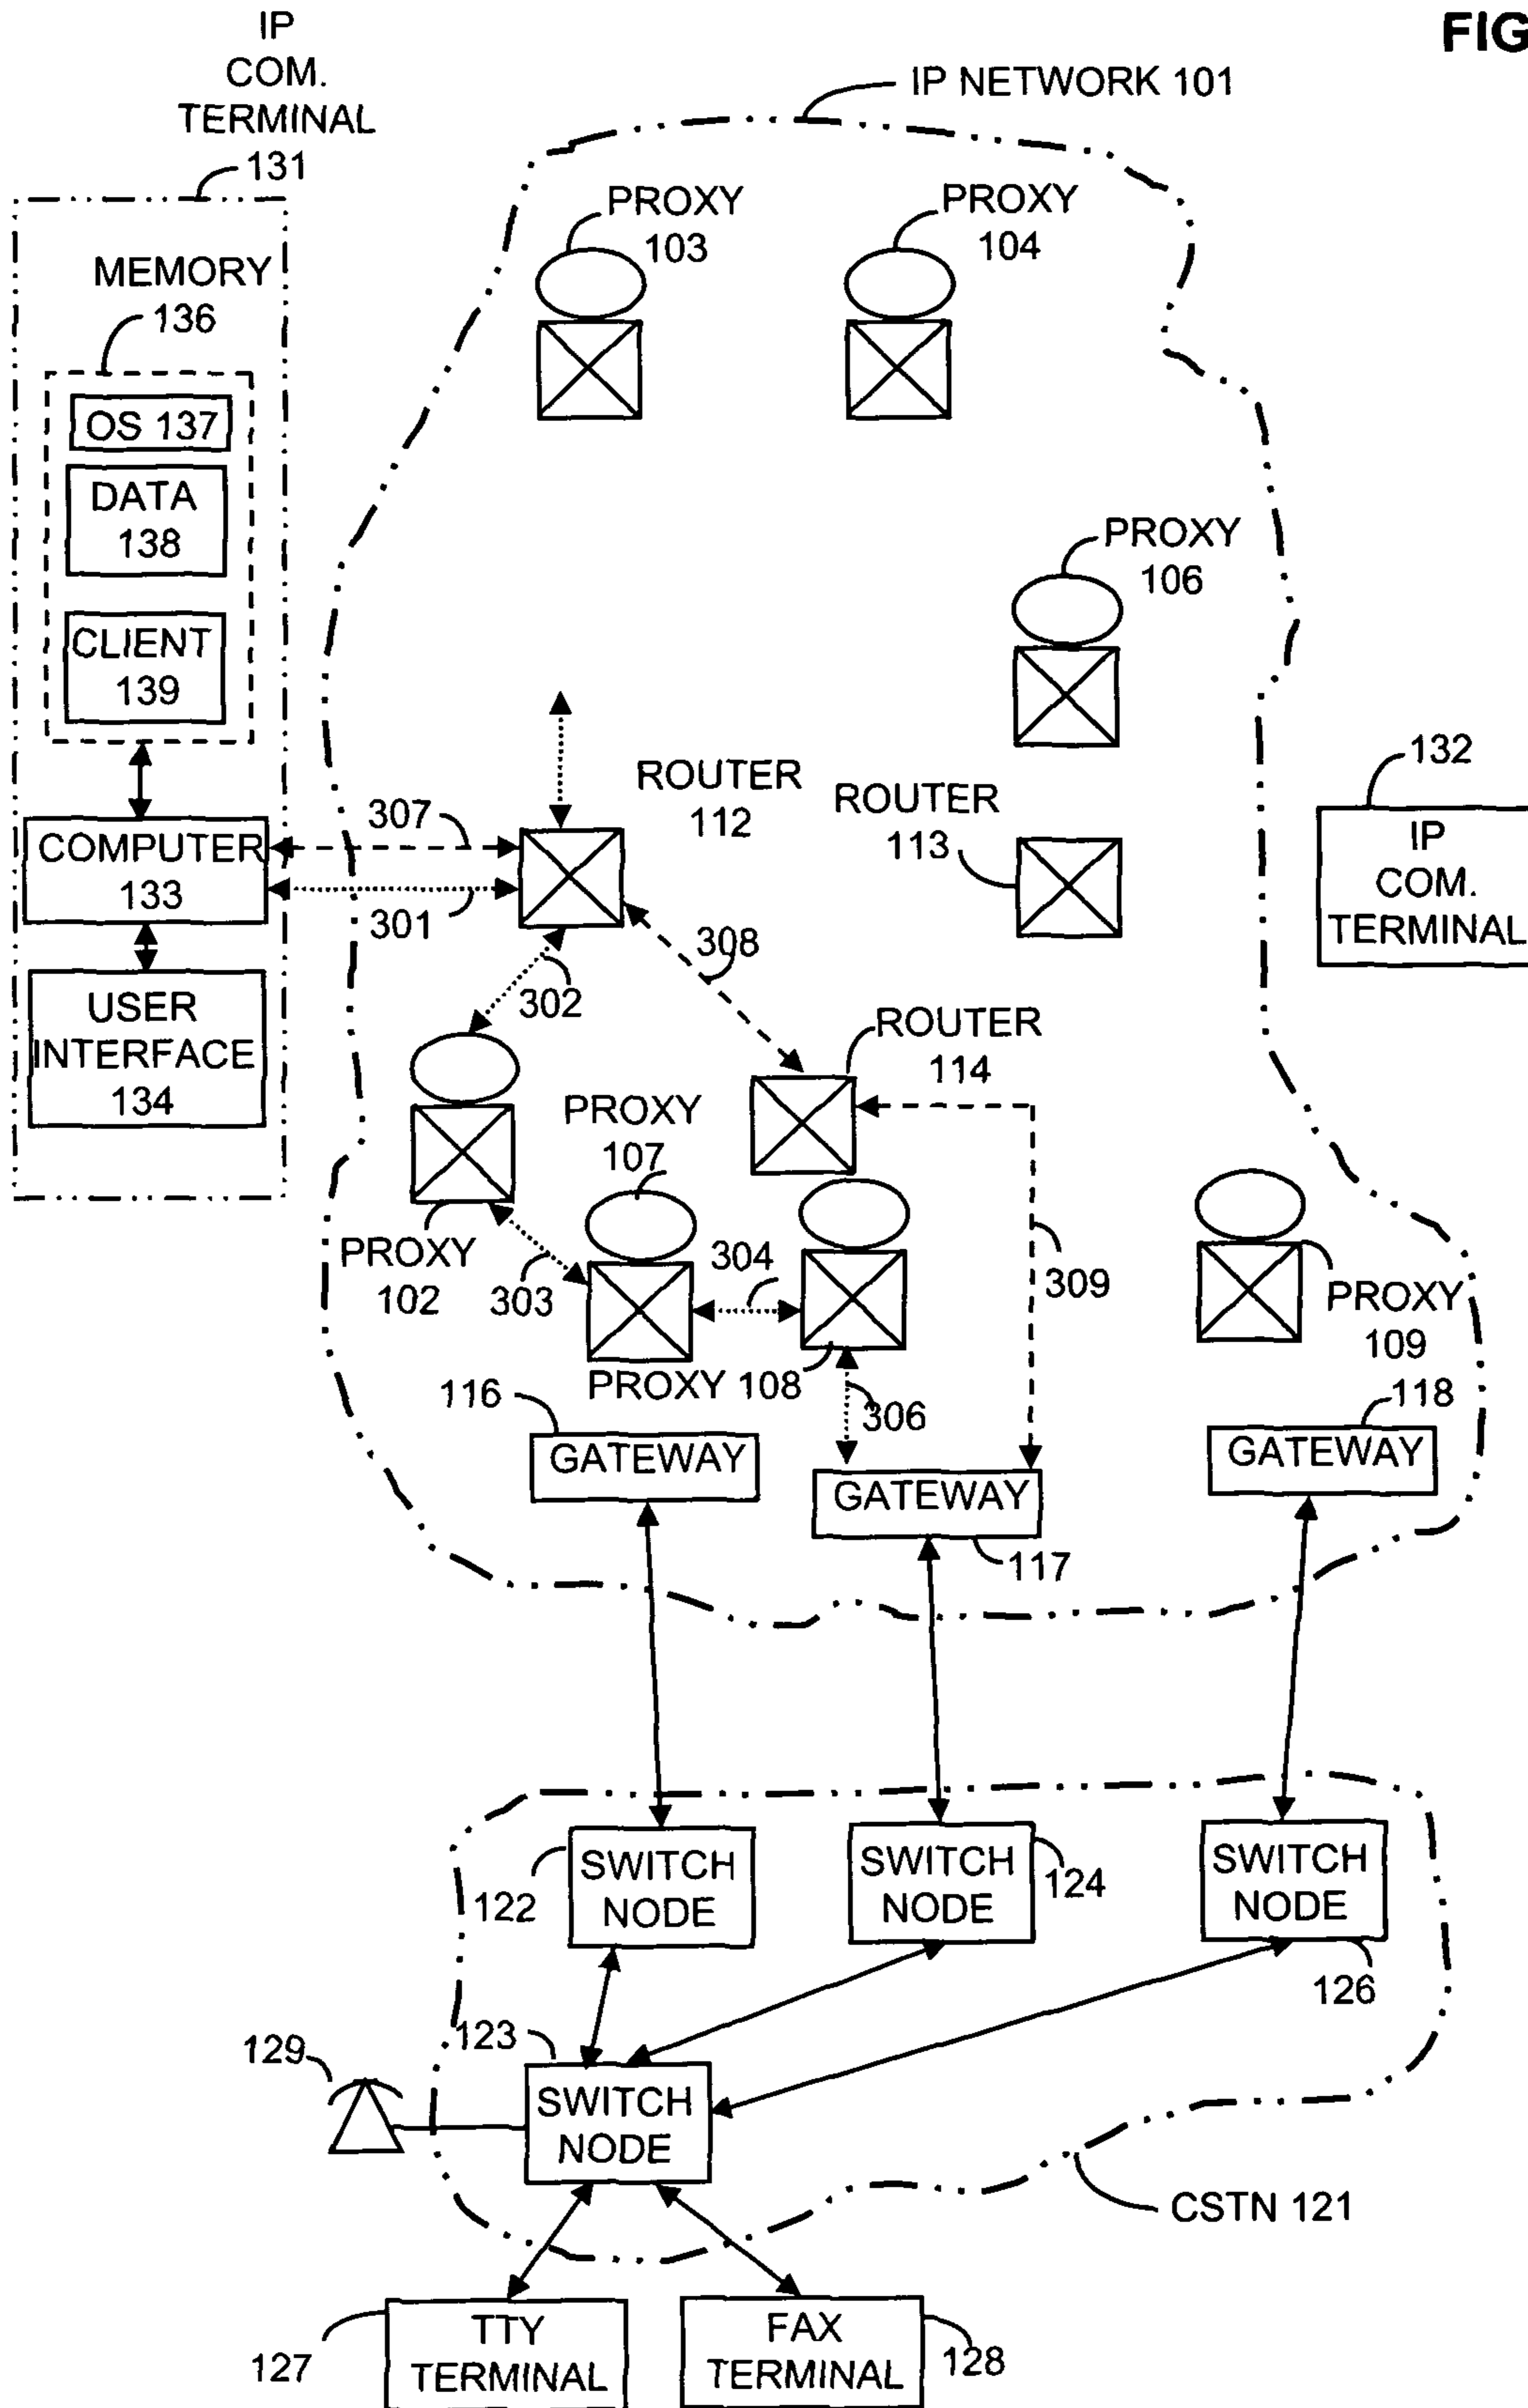 FIG
IP
COM.
TERMINAL
131
IP NETWORK 101
PROXY
103
PROXY
104
MEMORY
136
OS 137
DATA
138
CLIENT
139
PROXY
106
ROUTER
112
ROUTER
113
132
IP
COM.
TERMINAL
307
COMPUTER
133
301
308
302
USER
INTERFACE
134
ROUTER
114
PROXY
107
PROXY
102
303
304
309
PROXY
109
PROXY 108
116
306
118
GATEWAY
GATEWAY
GATEWAY
117
SWITCH
NODE
122
SWITCH
NODE
124
SWITCH
NODE
126
123
129
SWITCH
NODE
CSTN 121
TTY
TERMINAL
127
FAX
TERMINAL
128